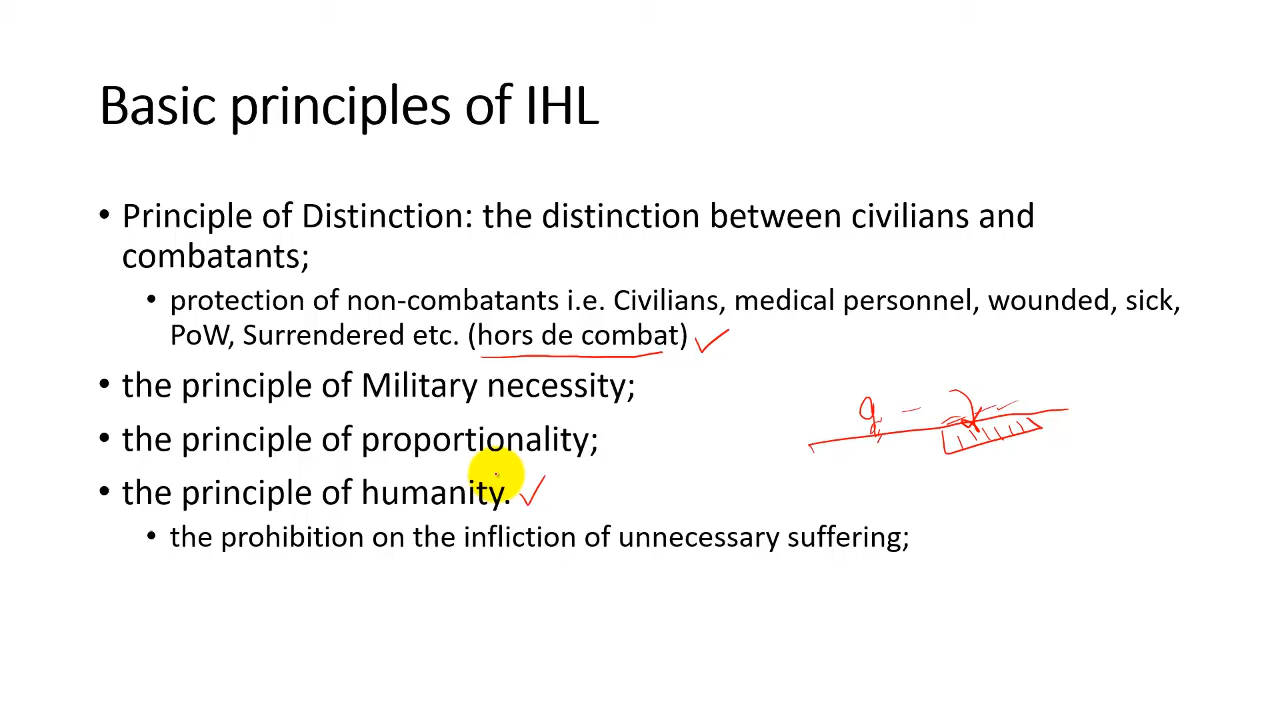 Basic principles of IHL
• Principle of Distinction: the distinction between civilians and
combatants;
• protection of non-combatants i.e. Civilians, medical personnel, wounded, sick,
PoW, Surrendered etc. (hors de combat)
• the principle of Military necessity;
• the principle of proportionality;
• the principle of humanity.
• the prohibition on the infliction of unnecessary suffering;